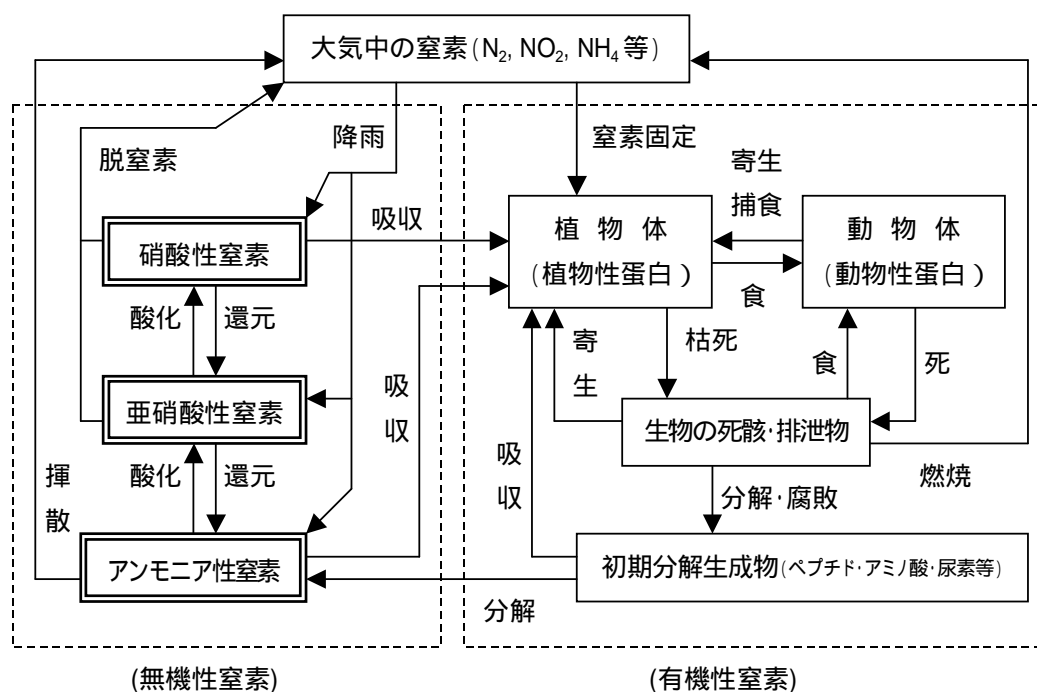 大気中の窒素(N2, NO2, NH4 等)
降雨
窒素固定
脱窒素
寄生
捕食
吸収
植 物 体
(植物性蛋白)
動 物 体
(動物性蛋白)
硝酸性窒素
食
酸化
還元
枯死
寄
生
食
死
吸
収
亜硝酸性窒素
生物の死骸・排泄物
酸化
還元
吸
収
燃焼
揮
散
分解・腐敗
アンモニア性窒素
初期分解生成物(ペプチド・アミノ酸・尿素等)
分解
(無機性窒素)
(有機性窒素)